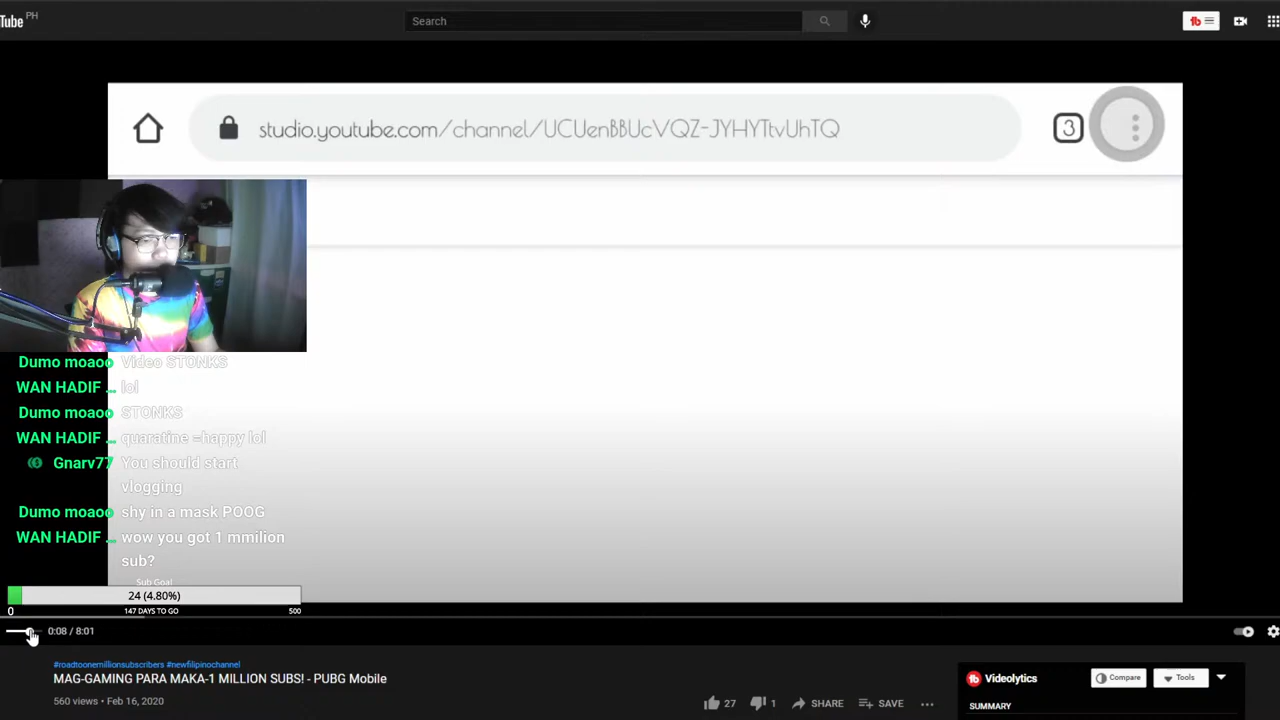 Tube PH
Search
studio.youtube.com/channel/UCUenBBUcVQZ-JYHYTtvUhTQ
3
Dumo moaoo Video STONKS
WAN HADIF ... lol
Dumo moaoo STONKS
WAN HADIF ... quaratine =happy lol
Gnarv77 You should start
vlogging
Dumo moaoo shy in a mask POOG
WAN HADIF ... wow you got 1 mmilion
sub?
Sub Goal
24 (4.80%)
0 147 DAYS TO GO 500
0:08 / 8:01
#roadtoonemillionsubscribers #newfilipinochannel
MAG-GAMING PARA MAKA-1 MILLION SUBS! - PUBG Mobile
560 views • Feb 16, 2020
27 1 SHARE SAVE
tb Videolytics Compare Tools
SUMMARY